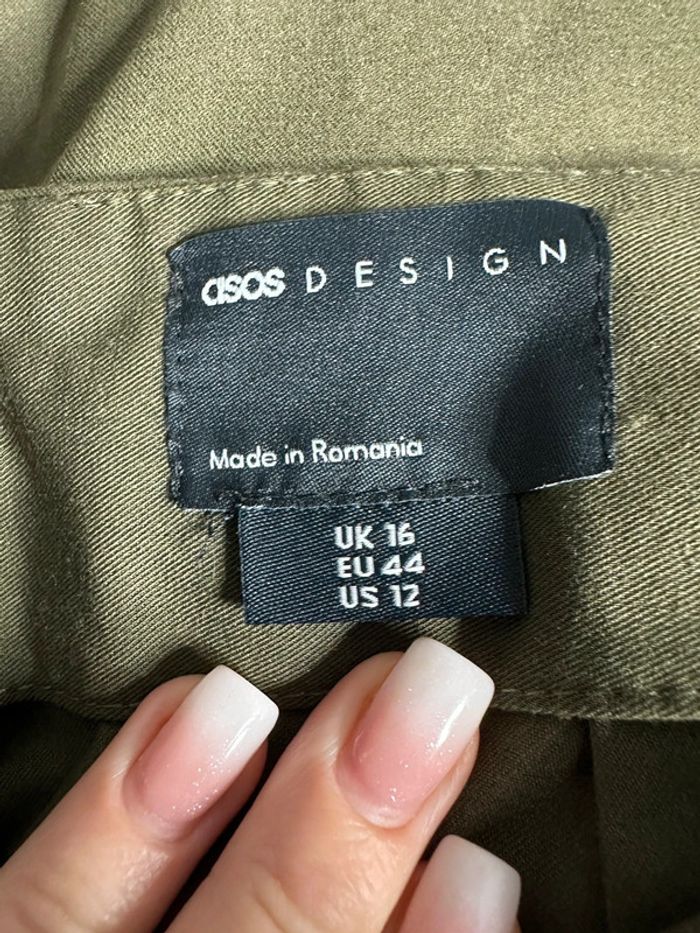 asos DESIGN
Made in Romania
UK 16
EU 44
US 12